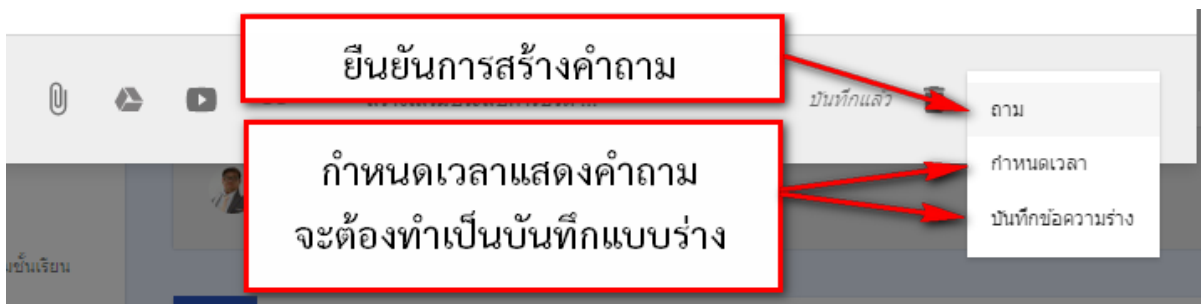 ยืนยันการสร้างคำถาม
บันทึกแล้ว
ถาม
กำหนดเวลาแสดงคำถาม
จะต้องทำเป็นบันทึกแบบร่าง
กำหนดเวลา
บันทึกข้อความร่าง